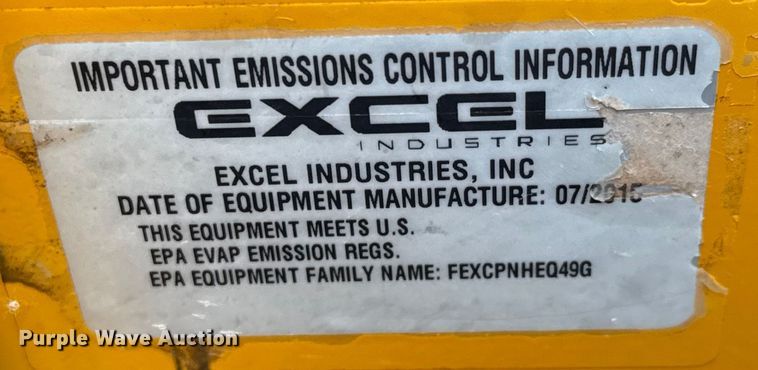 IMPORTANT EMISSIONS CONTROL INFORMATION
EXCEL
INDUSTRIES
EXCEL INDUSTRIES, INC
DATE OF EQUIPMENT MANUFACTURE: 07/2015
THIS EQUIPMENT MEETS U.S.
EPA EVAP EMISSION REGS.
EPA EQUIPMENT FAMILY NAME: FEXCPNHEQ49G
Purple Wave Auction